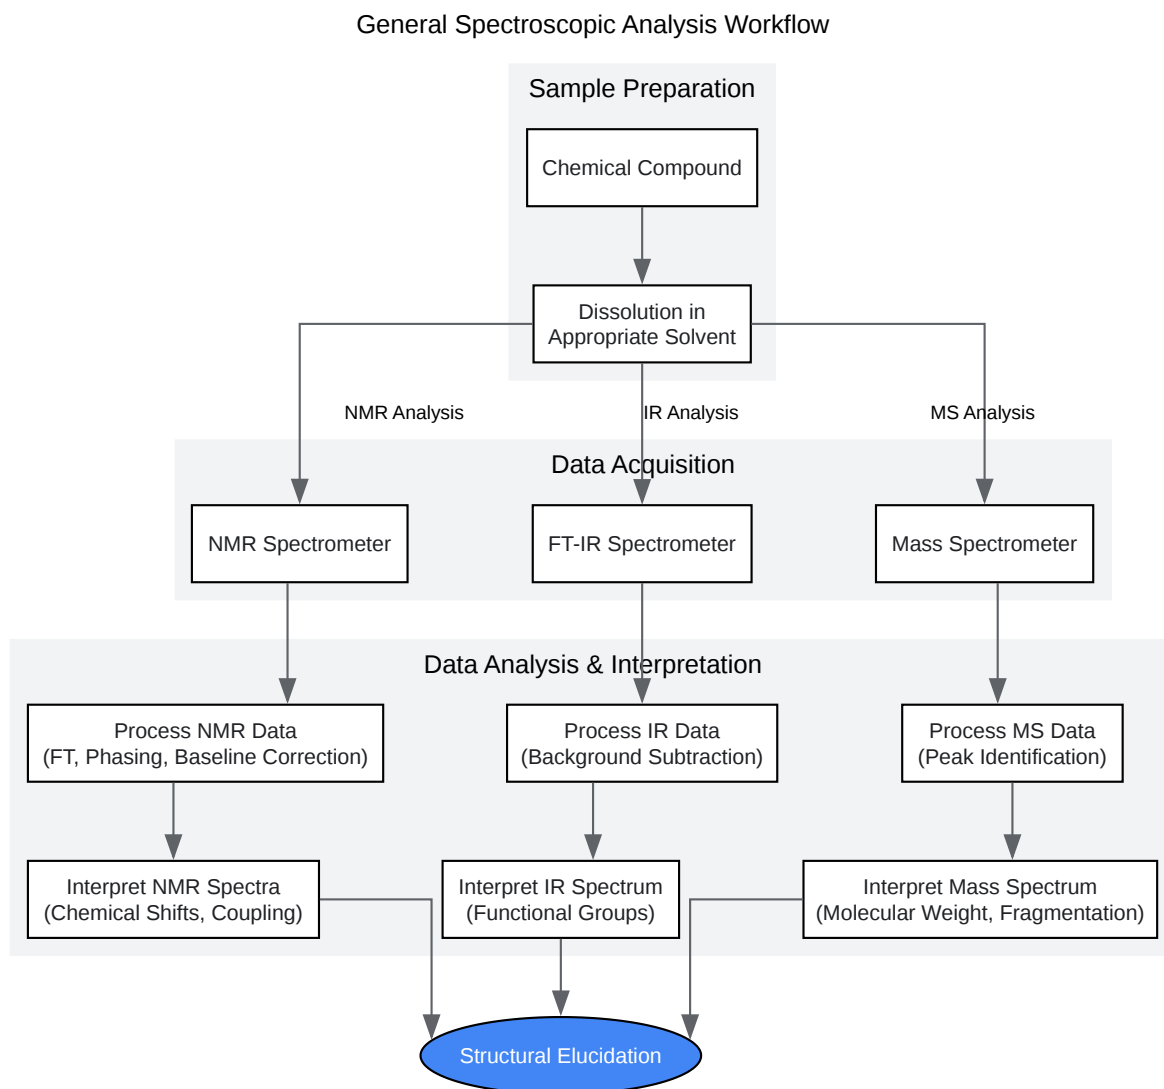 General Spectroscopic Analysis Workflow
Sample Preparation
Chemical Compound
Dissolution in
Appropriate Solvent
NMR Analysis
IR Analysis
MS Analysis
Data Acquisition
NMR Spectrometer
FT-IR Spectrometer
Mass Spectrometer
Data Analysis & Interpretation
Process NMR Data
(FT, Phasing, Baseline Correction)
Process IR Data
(Background Subtraction)
Process MS Data
(Peak Identification)
Interpret NMR Spectra
(Chemical Shifts, Coupling)
Interpret IR Spectrum
(Functional Groups)
Interpret Mass Spectrum
(Molecular Weight, Fragmentation)
Structural Elucidation